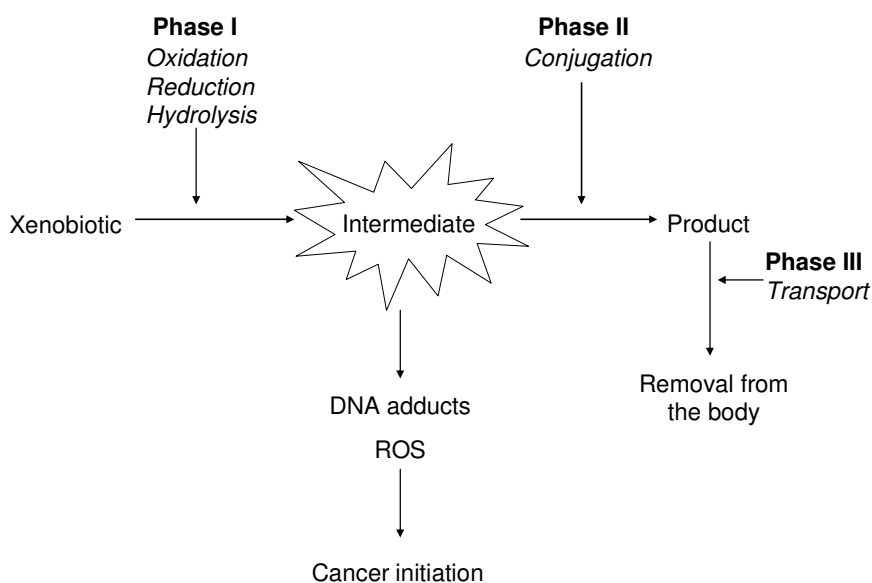 Phase I
Oxidation
Reduction
Hydrolysis
Phase II
Conjugation
Xenobiotic
Intermediate
Product
Phase III
Transport
Removal from
the body
DNA adducts
ROS
Cancer initiation